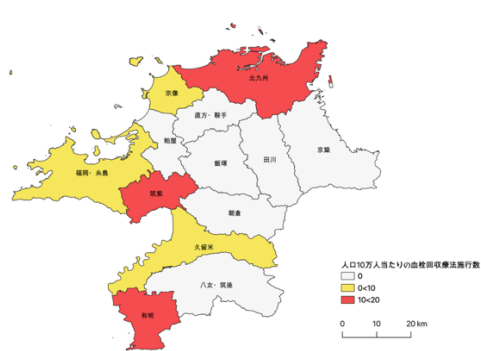 北九州
宗像
直方・鞍手
粕屋
飯塚
田川
京築
福岡・糸島
筑紫
朝倉
久留米
八女・筑後
有明
人口10万人当たりの血栓回収療法施行数
0
0<10
10<20
0 10 20 km